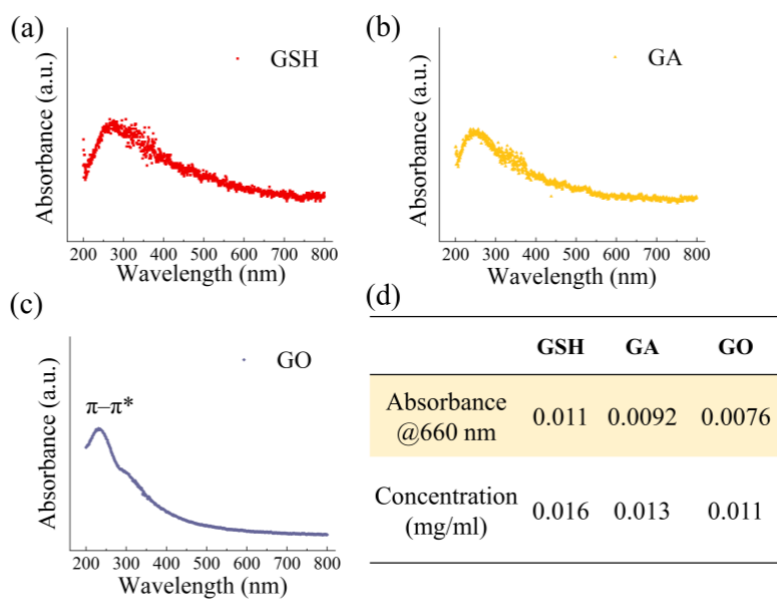 (a)
GSH
Absorbance (a.u.)
200 300 400 500 600 700 800
Wavelength (nm)
(b)
GA
Absorbance (a.u.)
200 300 400 500 600 700 800
Wavelength (nm)
(c)
GO
π–π*
Absorbance (a.u.)
200 300 400 500 600 700 800
Wavelength (nm)
(d)
GSH GA GO
Absorbance
@660 nm 0.011 0.0092 0.0076
Concentration
(mg/ml) 0.016 0.013 0.011